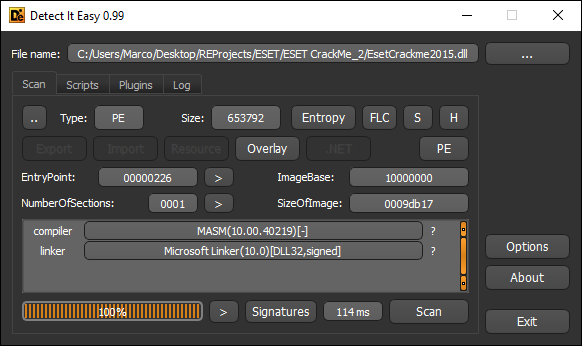 Detect It Easy 0.99
File name: C:/Users/Marco/Desktop/REProjects/ESET/ESET CrackMe_2/EsetCrackme2015.dll ...
Scan Scripts Plugins Log
.. Type: PE Size: 653792 Entropy FLC S H
Export Import Resource Overlay .NET PE
EntryPoint: 00000226 > ImageBase: 10000000
NumberOfSections: 0001 > SizeOfImage: 0009db17
compiler MASM(10.00.40219)[-] ?
linker Microsoft Linker(10.0)[DLL32,signed] ?
Options
About
100% > Signatures 114 ms Scan
Exit